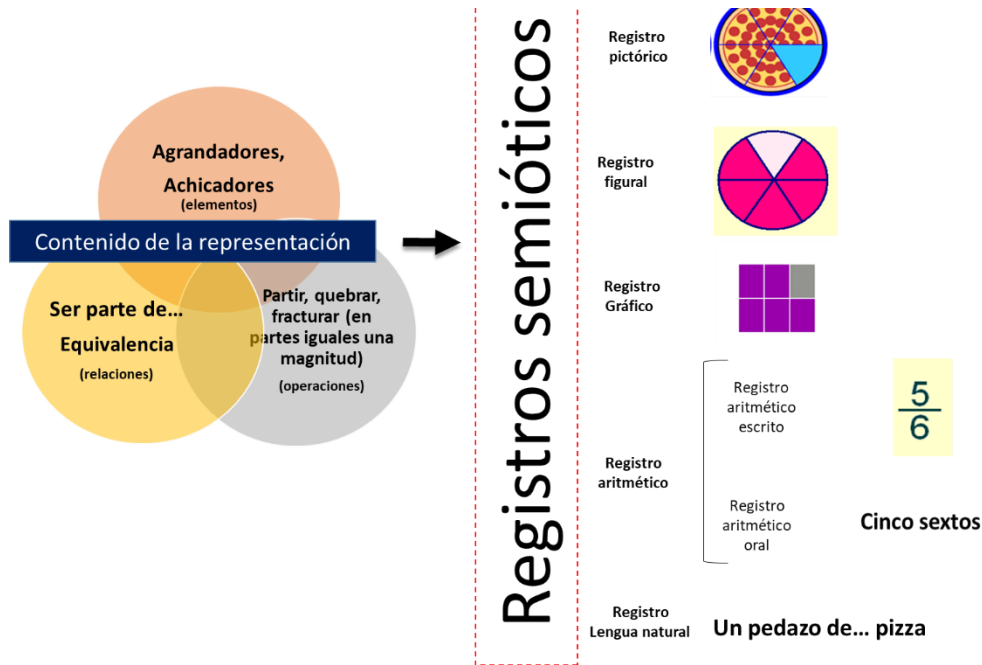 Agrandadores,
Achicadores
(elementos)
Contenido de la representación
Ser parte de...
Equivalencia
(relaciones)
Partir, quebrar,
fracturar (en
partes iguales una
magnitud)
(operaciones)
Registros semióticos
Registro
pictórico
Registro
figural
Registro
Gráfico
Registro
aritmético
Registro
aritmético
escrito
5
6
Registro
aritmético
oral
Cinco sextos
Registro
Lengua natural
Un pedazo de... pizza